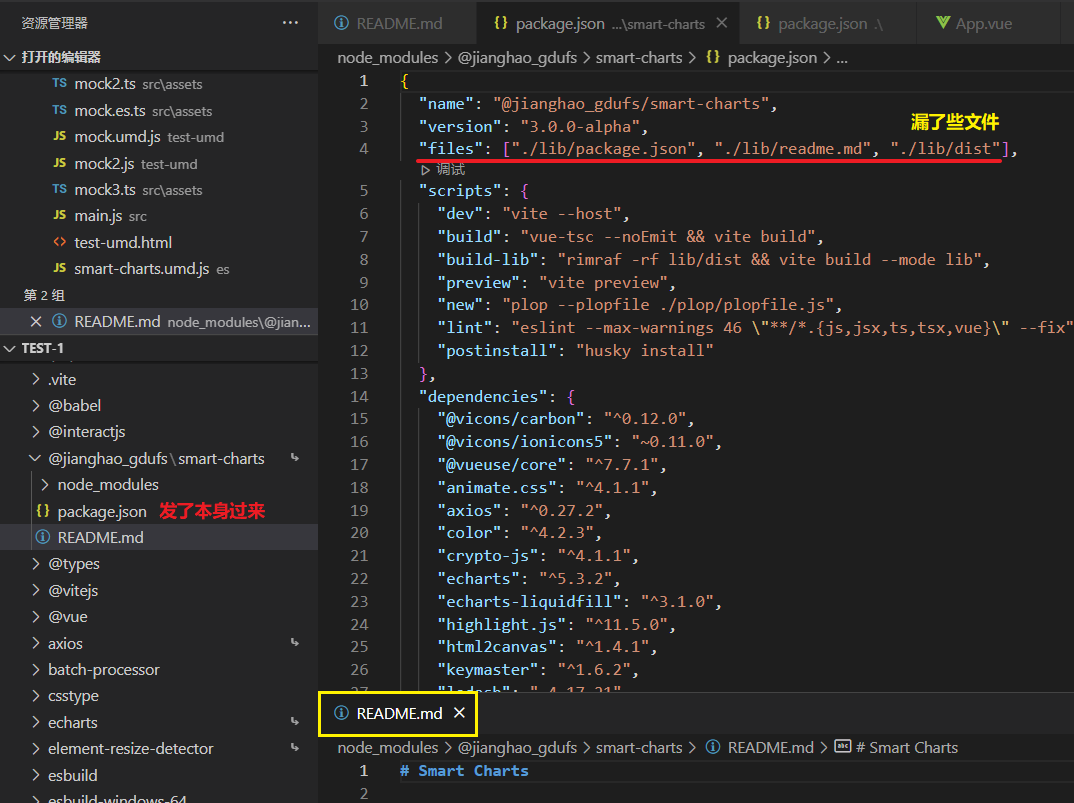 资源管理器
···
打开的编辑器
TS mock2.ts src\assets
TS mock.es.ts src\assets
JS mock.umd.js test-umd
JS mock2.js test-umd
TS mock3.ts src\assets
JS main.js src
<> test-umd.html
JS smart-charts.umd.js es
第 2 组
README.md node_modules\@jian...
TEST-1
.vite
@babel
@interactjs
@jianghao_gdufs\smart-charts
node_modules
{} package.json 发了本身过来
README.md
@types
@vitejs
@vue
axios
batch-processor
csstype
echarts
element-resize-detector
esbuild
esbuild-windows-64
README.md
{} package.json ...\smart-charts
{} package.json .\
App.vue
node_modules > @jianghao_gdufs > smart-charts > {} package.json > ...
1 {
2 "name": "@jianghao_gdufs/smart-charts",
3 "version": "3.0.0-alpha",
漏了些文件
4 "files": ["./lib/package.json", "./lib/readme.md", "./lib/dist"],
调试
5 "scripts": {
6 "dev": "vite --host",
7 "build": "vue-tsc --noEmit && vite build",
8 "build-lib": "rimraf -rf lib/dist && vite build --mode lib",
9 "preview": "vite preview",
10 "new": "plop --plopfile ./plop/plopfile.js",
11 "lint": "eslint --max-warnings 46 \"**/*.{js,jsx,ts,tsx,vue}\" --fix"
12 "postinstall": "husky install"
13 },
14 "dependencies": {
15 "@vicons/carbon": "^0.12.0",
16 "@vicons/ionicons5": "~0.11.0",
17 "@vueuse/core": "^7.7.1",
18 "animate.css": "^4.1.1",
19 "axios": "^0.27.2",
20 "color": "^4.2.3",
21 "crypto-js": "^4.1.1",
22 "echarts": "^5.3.2",
23 "echarts-liquidfill": "^3.1.0",
24 "highlight.js": "^11.5.0",
25 "html2canvas": "^1.4.1",
26 "keymaster": "^1.6.2",
README.md
node_modules > @jianghao_gdufs > smart-charts > README.md > # Smart Charts
1 # Smart Charts
2